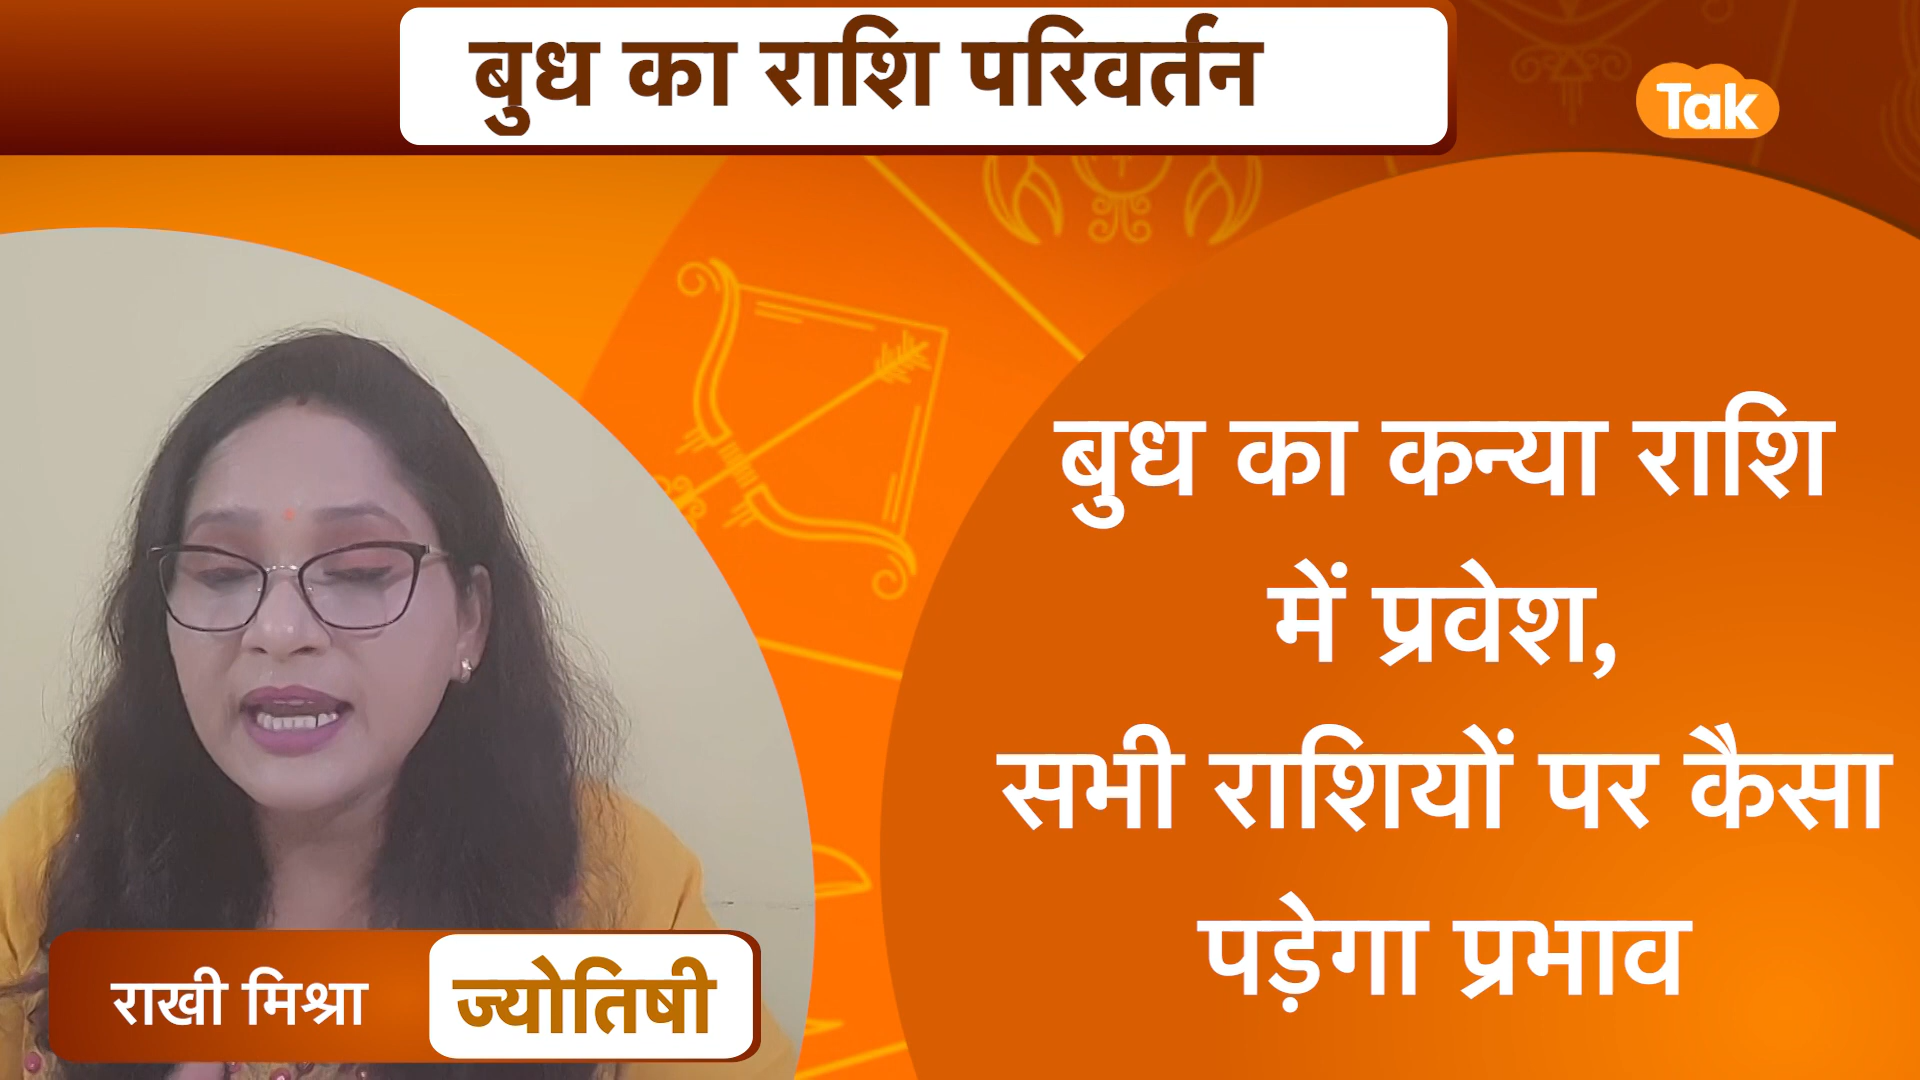 बुध का राशि परिवर्तन
Tak
बुध का कन्या राशि
में प्रवेश,
सभी राशियों पर कैसा
पड़ेगा प्रभाव
राखी मिश्रा
ज्योतिषी